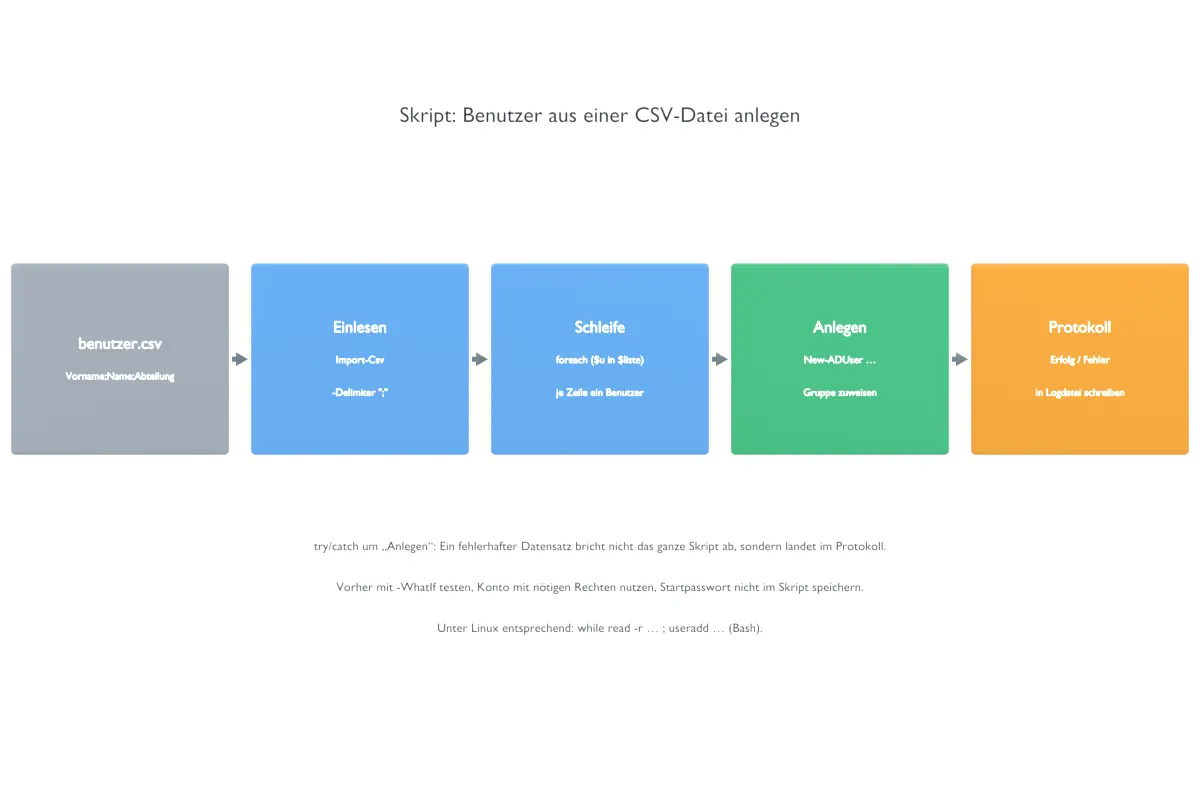 Skript: Benutzer aus einer CSV-Datei anlegen
benutzer.csv
Vorname;Name;Abteilung
Einlesen
Import-Csv
-Delimiter ";"
Schleife
foreach ($u in $liste)
je Zeile ein Benutzer
Anlegen
New-ADUser …
Gruppe zuweisen
Protokoll
Erfolg / Fehler
in Logdatei schreiben
try/catch um „Anlegen“: Ein fehlerhafter Datensatz bricht nicht das ganze Skript ab, sondern landet im Protokoll.
Vorher mit -WhatIf testen, Konto mit nötigen Rechten nutzen, Startpasswort nicht im Skript speichern.
Unter Linux entsprechend: while read -r … ; useradd … (Bash).